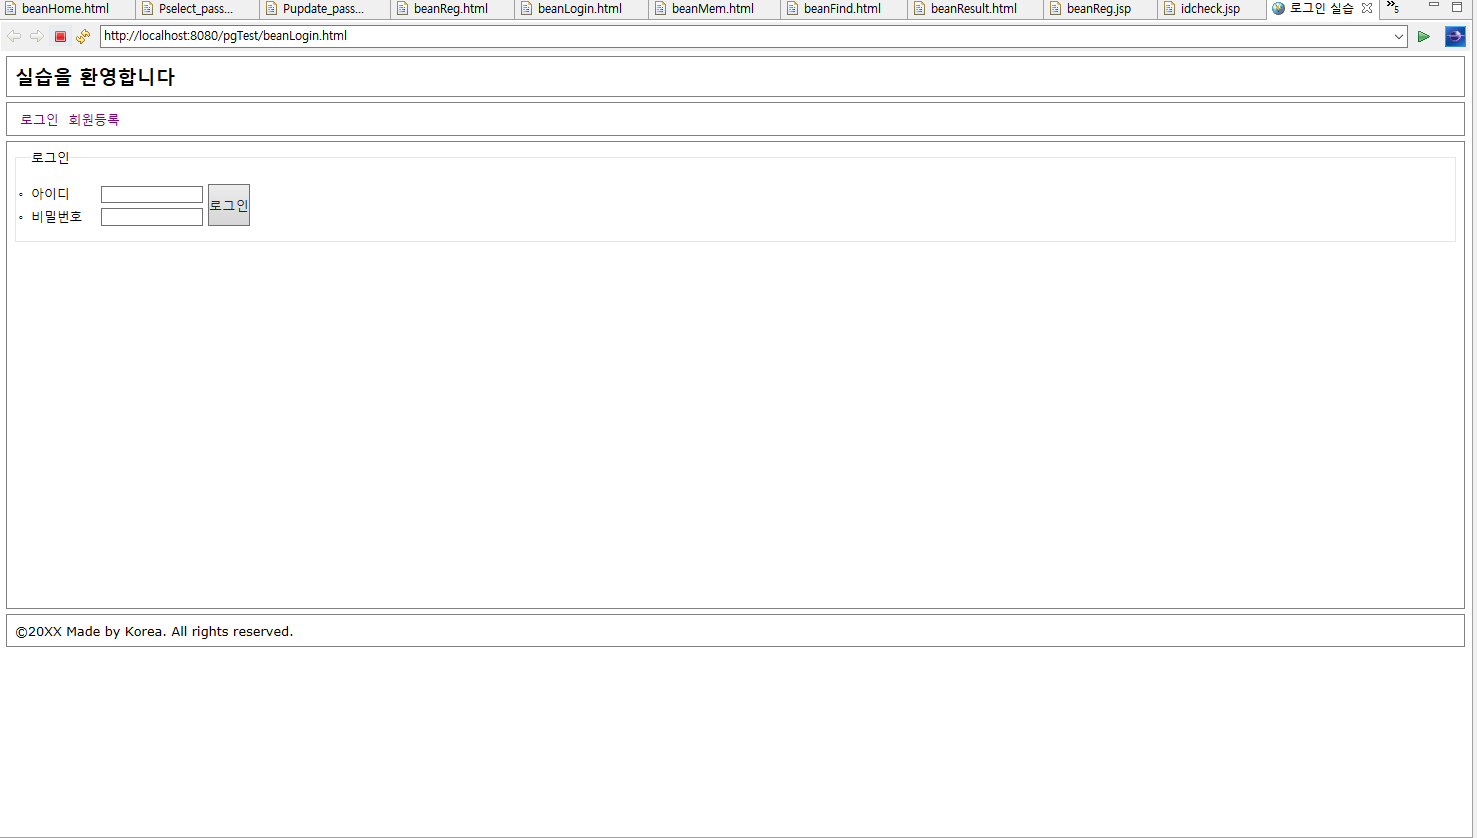 beanHome.html Pselect_pass... Pupdate_pass... beanReg.html beanLogin.html beanMem.html beanFind.html beanResult.html beanReg.jsp idcheck.jsp 로그인 실습 »5
http://localhost:8080/pgTest/beanLogin.html
실습을 환영합니다
로그인 회원등록
로그인
아이디
로그인
비밀번호
©20XX Made by Korea. All rights reserved.